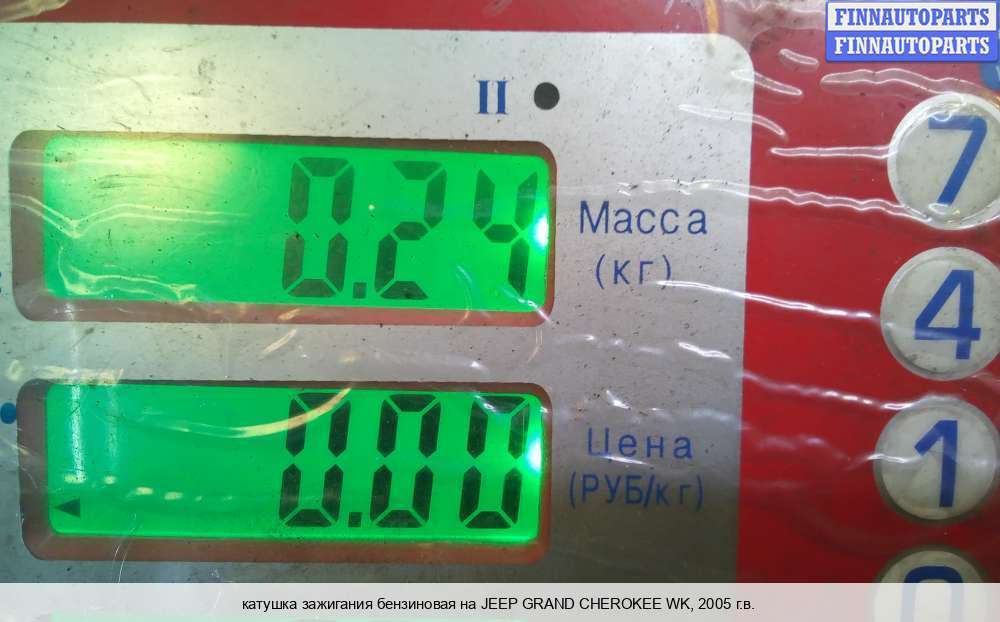 FINNAUTOPARTS
FINNAUTOPARTS
II
7
0.24
Масса
(кг)
4
0.00
Цена
(РУБ/кг)
1
0
катушка зажигания бензиновая на JEEP GRAND CHEROKEE WK, 2005 г.в.